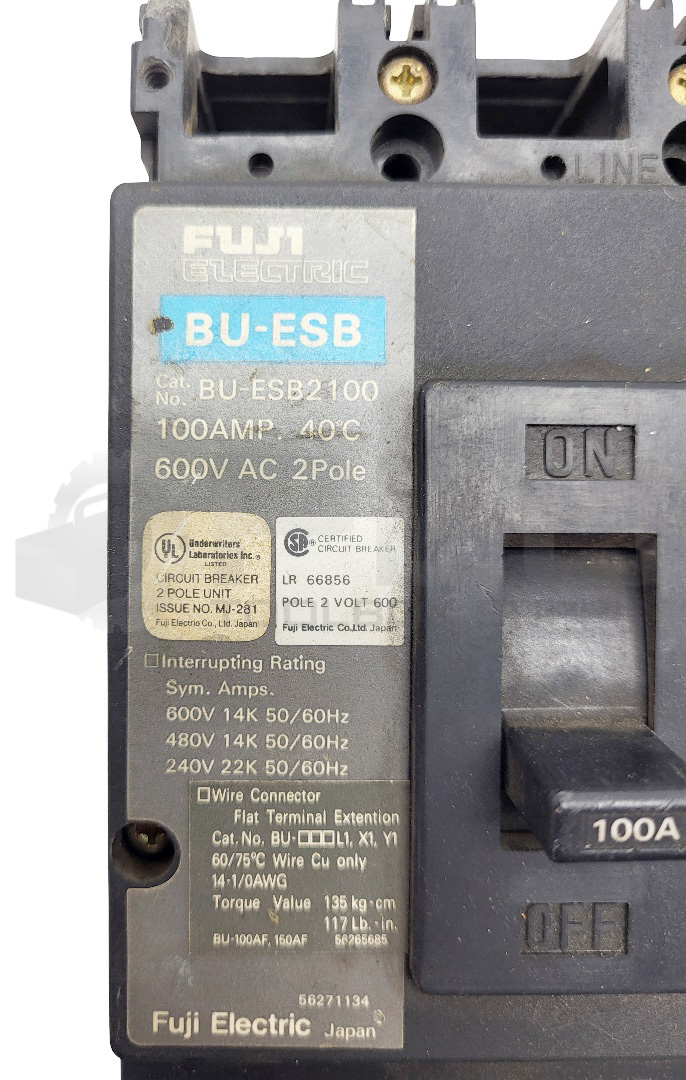 LINE
FUJI
ELECTRIC
BU-ESB
Cat. No. BU-ESB2100
100AMP. 40°C
600V AC 2Pole
UL® Underwriters
Laboratories Inc.®
LISTED
CIRCUIT BREAKER
2 POLE UNIT
ISSUE NO. MJ-281
Fuji Electric Co., Ltd. Japan
SA® CERTIFIED
CIRCUIT BREAKER
LR 66856
POLE 2 VOLT 600
Fuji Electric Co.,Ltd. Japan
□Interrupting Rating
Sym. Amps.
600V 14K 50/60Hz
480V 14K 50/60Hz
240V 22K 50/60Hz
□Wire Connector
Flat Terminal Extention
Cat. No. BU-□□□L1, X1, Y1
60/75°C Wire Cu only
14-1/0AWG
Torque Value 135 kg-cm
117 Lb.-in.
BU-100AF, 150AF 56265685
56271134
Fuji Electric Japan
ON
100A
OFF